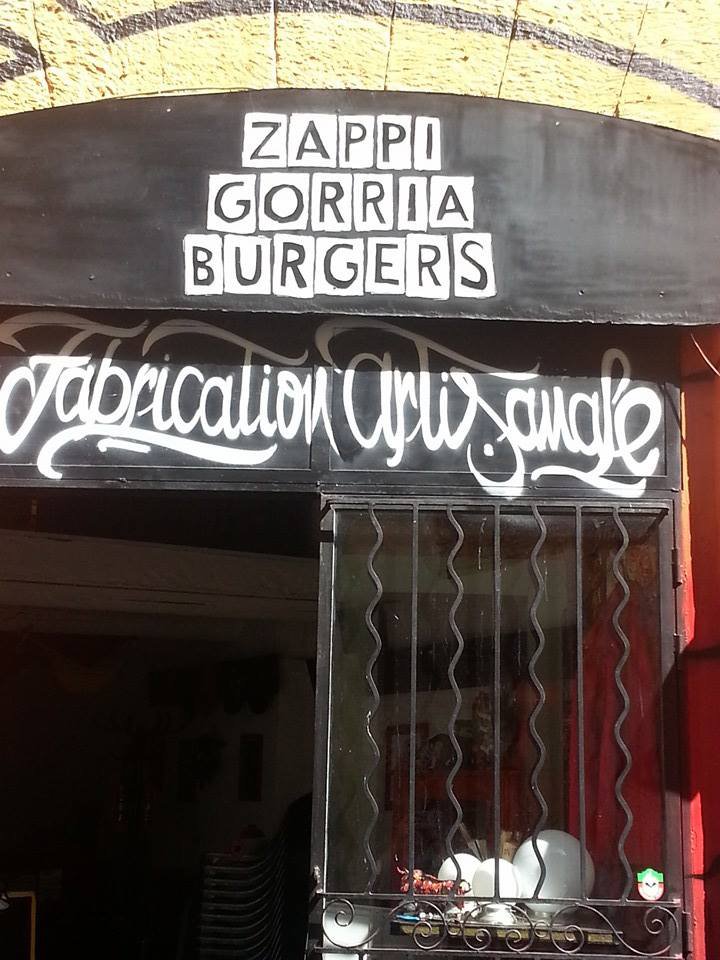 ZAPPI
GORRIA
BURGERS
Fabrication Artisanale